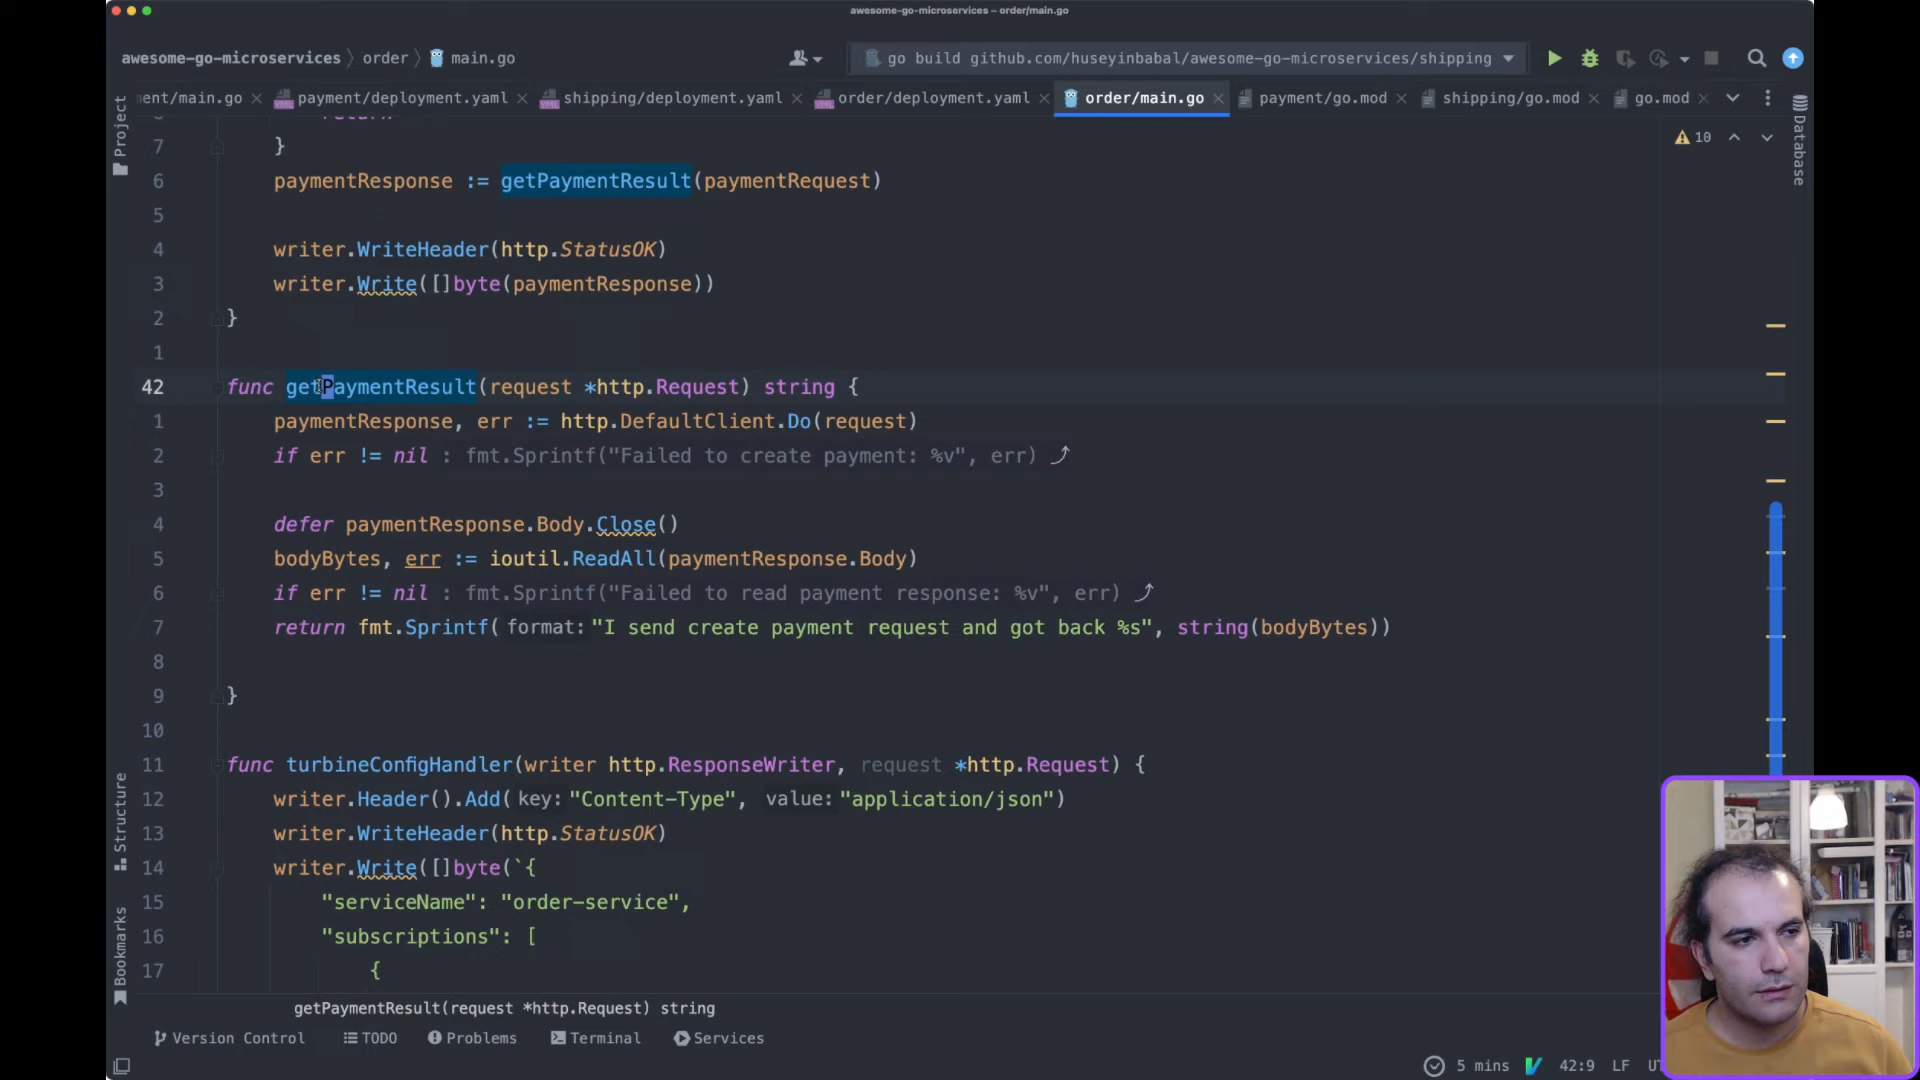 awesome-go-microservices – order/main.go
awesome-go-microservices 〉 order 〉 main.go
go build github.com/huseyinbabal/awesome-go-microservices/shipping
ent/main.go
payment/deployment.yaml
shipping/deployment.yaml
order/deployment.yaml
order/main.go
payment/go.mod
shipping/go.mod
go.mod
Project
Database
10
7 }
6 paymentResponse := getPaymentResult(paymentRequest)
5
4 writer.WriteHeader(http.StatusOK)
3 writer.Write([]byte(paymentResponse))
2 }
1
42 func getPaymentResult(request *http.Request) string {
1 paymentResponse, err := http.DefaultClient.Do(request)
2 if err != nil : fmt.Sprintf("Failed to create payment: %v", err)
3
4 defer paymentResponse.Body.Close()
5 bodyBytes, err := ioutil.ReadAll(paymentResponse.Body)
6 if err != nil : fmt.Sprintf("Failed to read payment response: %v", err)
7 return fmt.Sprintf( format: "I send create payment request and got back %s", string(bodyBytes))
8
9 }
10
11 func turbineConfigHandler(writer http.ResponseWriter, request *http.Request) {
12 writer.Header().Add( key: "Content-Type", value: "application/json")
13 writer.WriteHeader(http.StatusOK)
14 writer.Write([]byte(`{
15 "serviceName": "order-service",
16 "subscriptions": [
17 {
Structure
Bookmarks
getPaymentResult(request *http.Request) string
Version Control
TODO
Problems
Terminal
Services
5 mins
42:9
LF